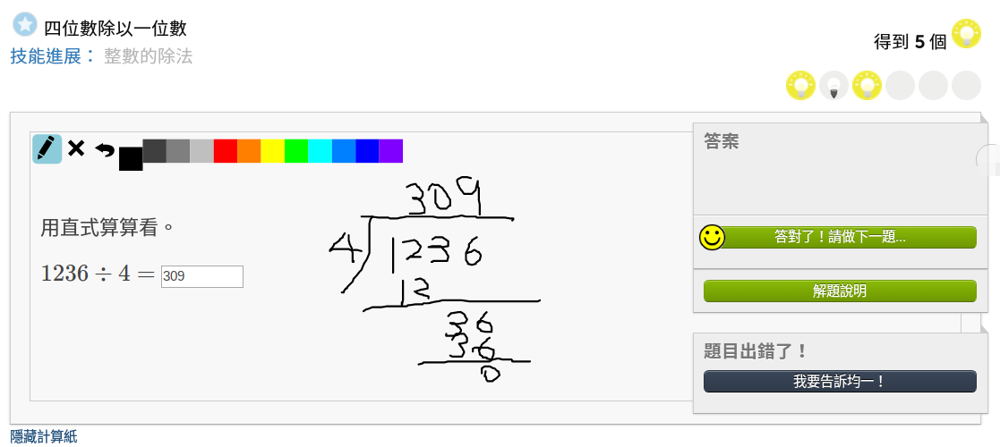 四位數除以一位數
技能進展： 整數的除法
得到 5 個
用直式算算看。
1236 ÷ 4 = 309
309
4 1236
12
36
36
0
答案
答對了！請做下一題...
解題說明
題目出錯了！
我要告訴均一！
隱藏計算紙